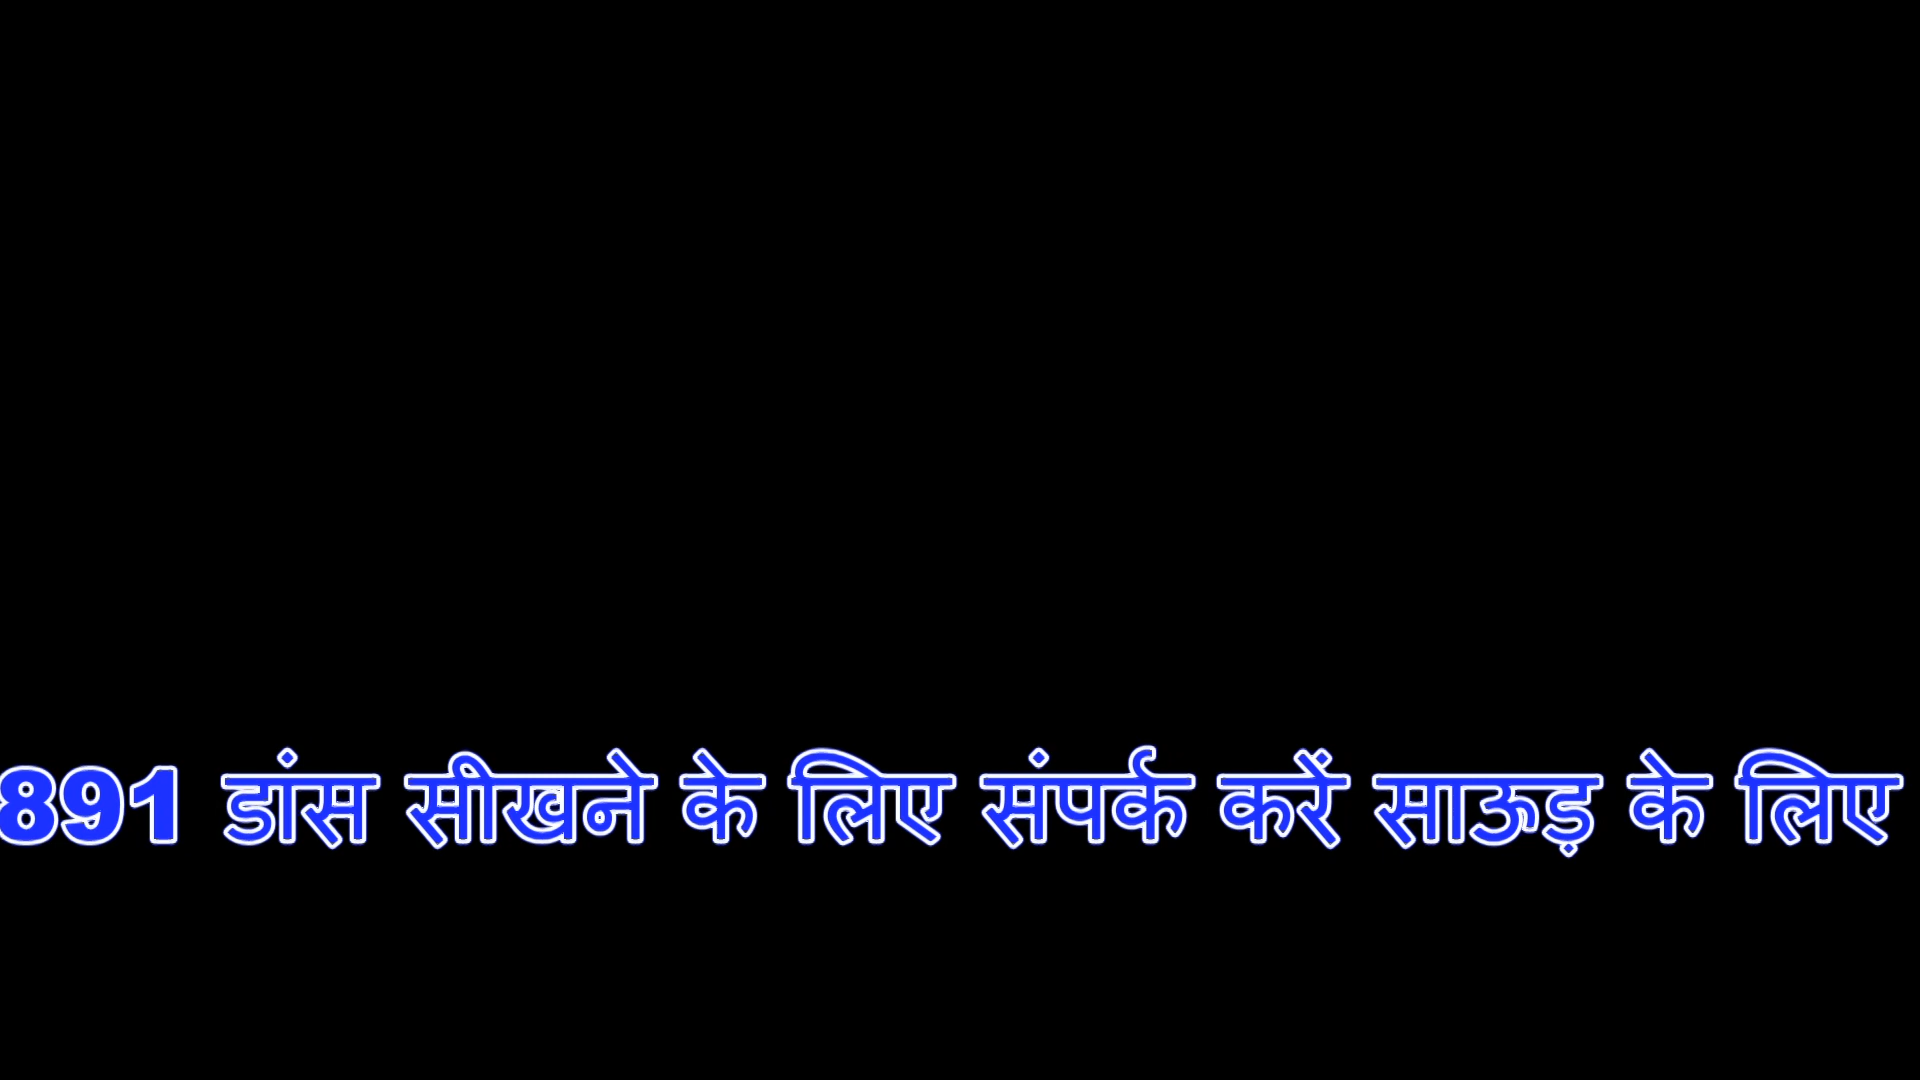 891 डांस सीखने के लिए संपर्क करें साऊड़ के लिए